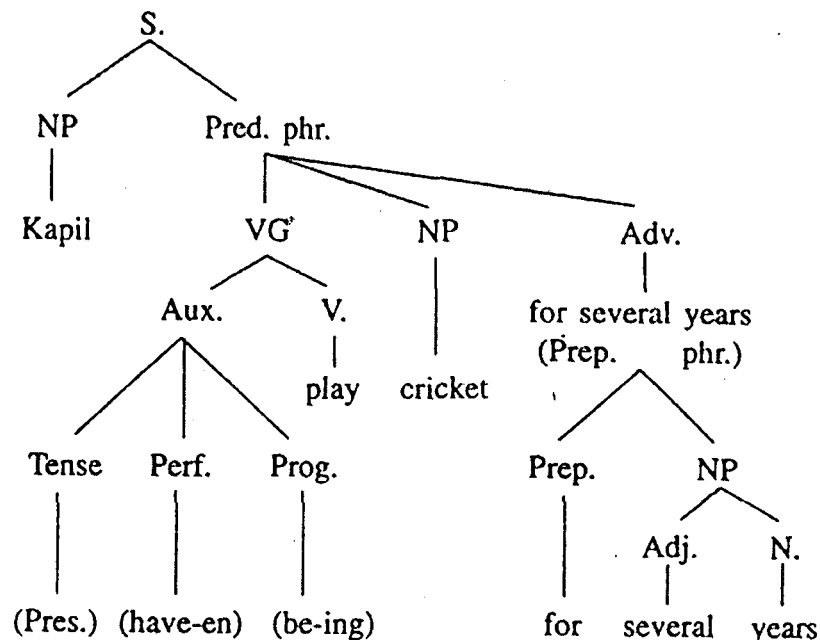 S.
NP Pred. phr.
Kapil VG' NP Adv.
Aux. V. for several years
(Prep. phr.)
play cricket
Tense Perf. Prog. Prep. NP
Adj. N.
(Pres.) (have-en) (be-ing) for several years